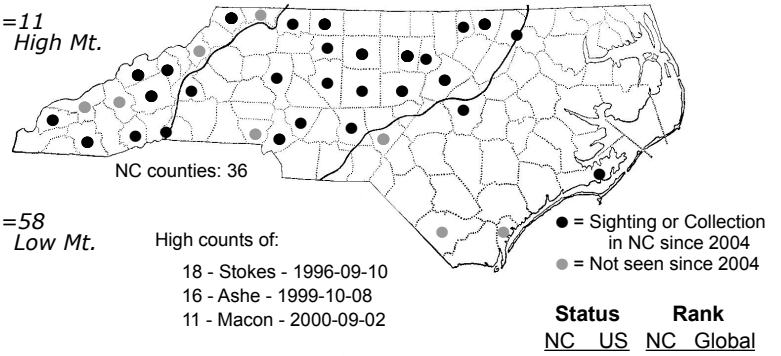 =11
High Mt.
NC counties: 36
=58
Low Mt.
High counts of:
18 - Stokes - 1996-09-10
16 - Ashe - 1999-10-08
11 - Macon - 2000-09-02
= Sighting or Collection
in NC since 2004
= Not seen since 2004
Status Rank
NC US NC Global